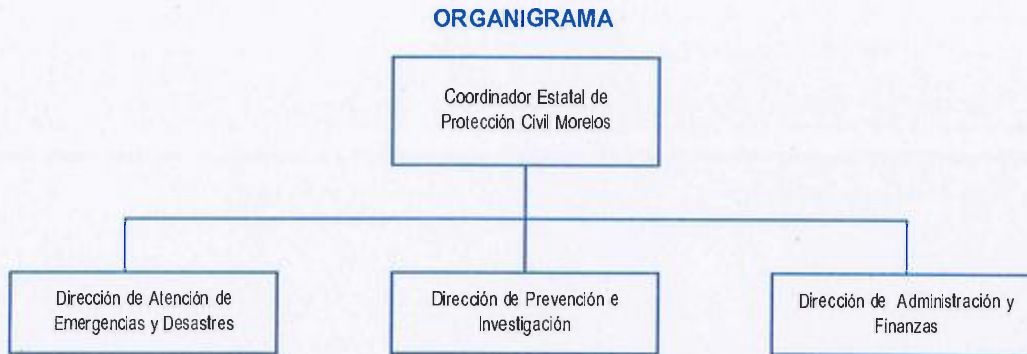 ORGANIGRAMA
Coordinador Estatal de
Protección Civil Morelos
Dirección de Atención de
Emergencias y Desastres
Dirección de Prevención e
Investigación
Dirección de Administración y
Finanzas